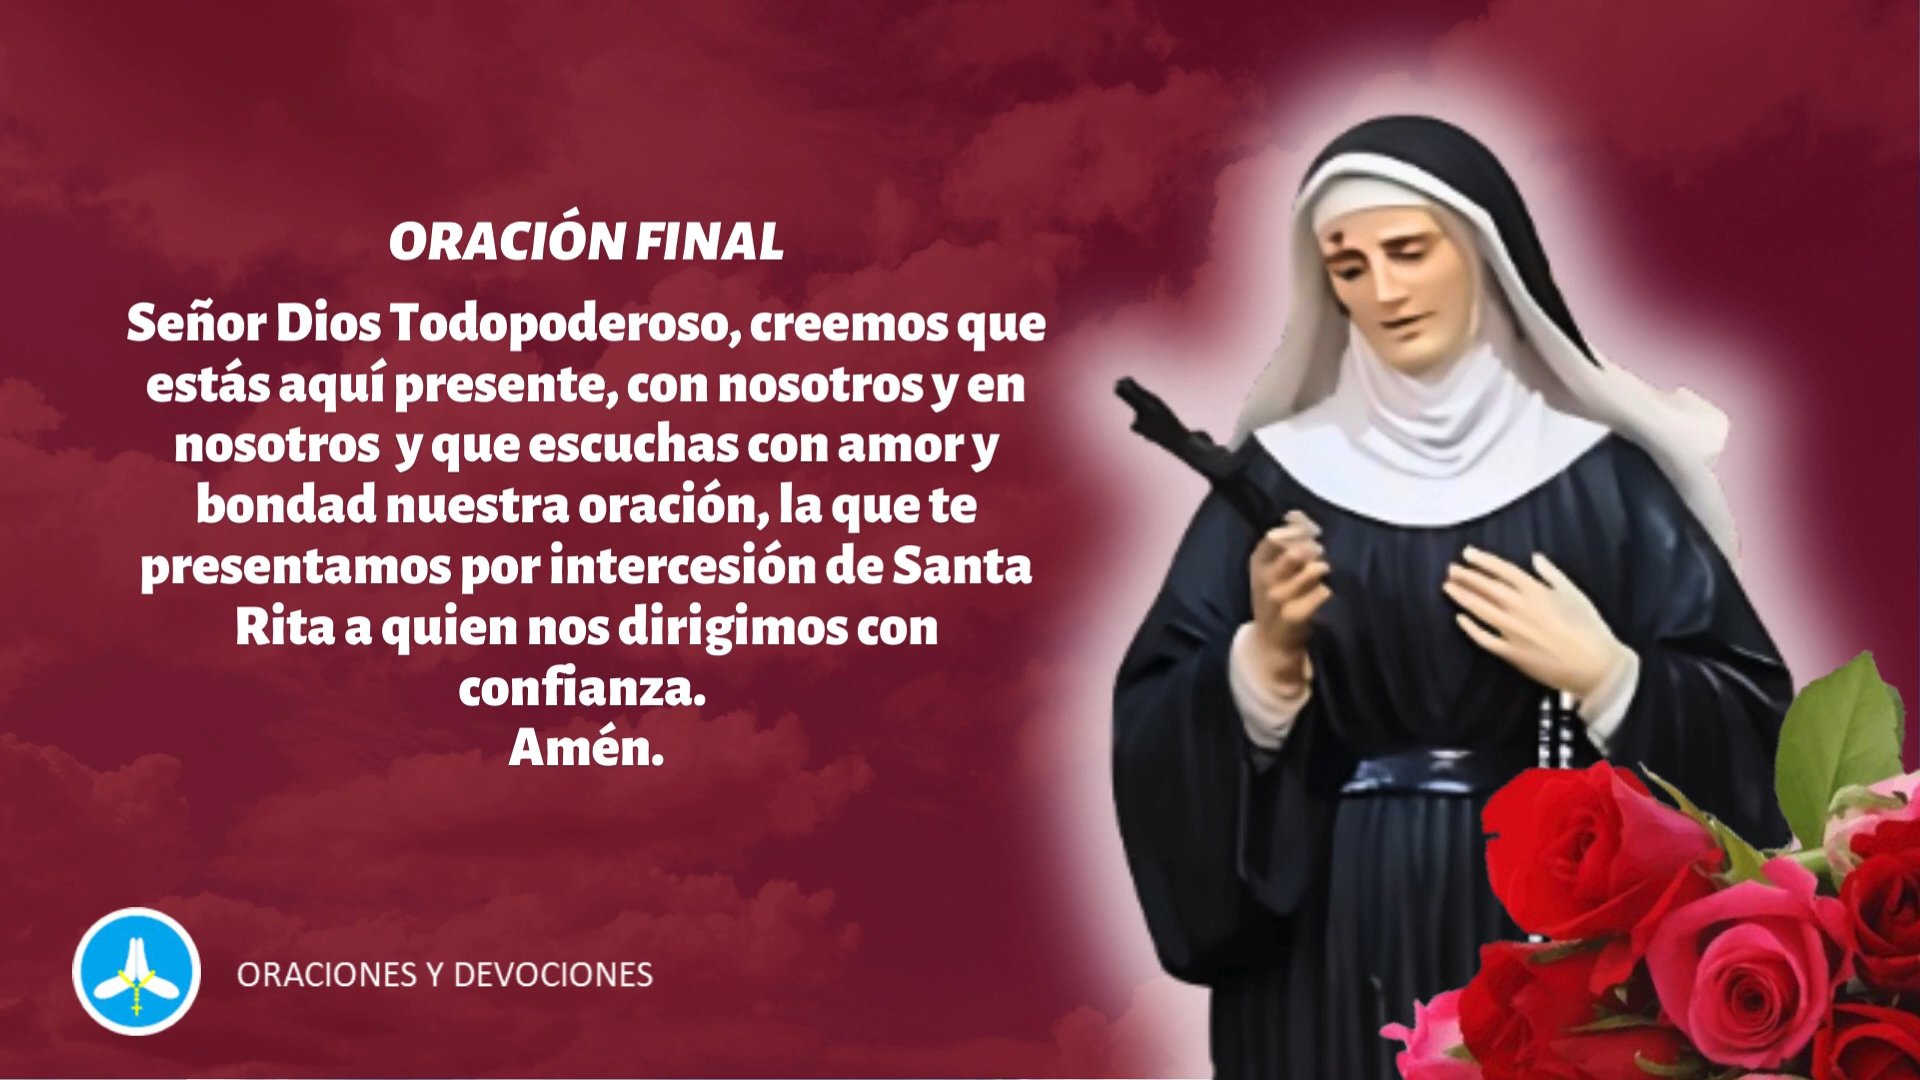 ORACIÓN FINAL
Señor Dios Todopoderoso, creemos que
estás aquí presente, con nosotros y en
nosotros  y que escuchas con amor y
bondad nuestra oración, la que te
presentamos por intercesión de Santa
Rita a quien nos dirigimos con
confianza.
Amén.
ORACIONES Y DEVOCIONES